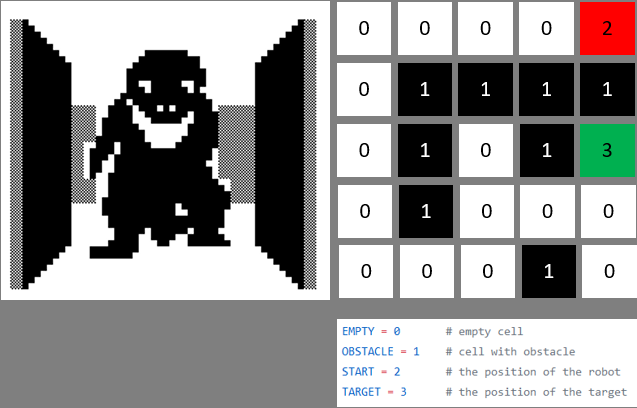 0 0 0 0 2
0 1 1 1 1
0 1 0 1 3
0 1 0 0 0
0 0 0 1 0
EMPTY = 0 # empty cell
OBSTACLE = 1 # cell with obstacle
START = 2 # the position of the robot
TARGET = 3 # the position of the target